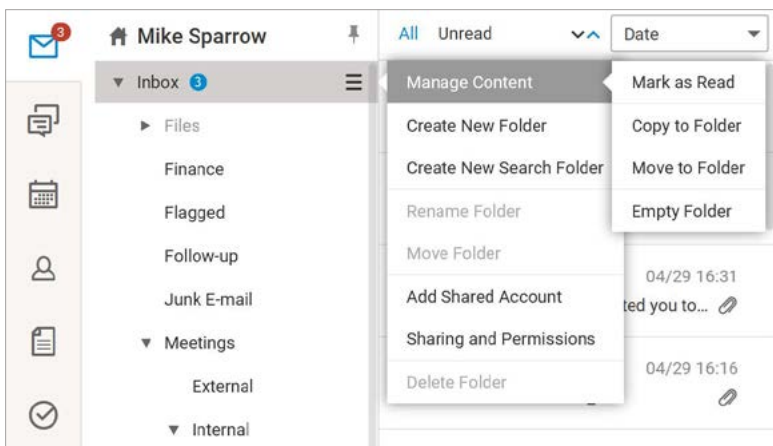 3
Mike Sparrow
All Unread
Date
Inbox 3
Files
Finance
Flagged
Follow-up
Junk E-mail
Meetings
External
Internal
Manage Content
Create New Folder
Create New Search Folder
Rename Folder
Move Folder
Add Shared Account
Sharing and Permissions
Delete Folder
Mark as Read
Copy to Folder
Move to Folder
Empty Folder
04/29 16:31
ted you to...
04/29 16:16